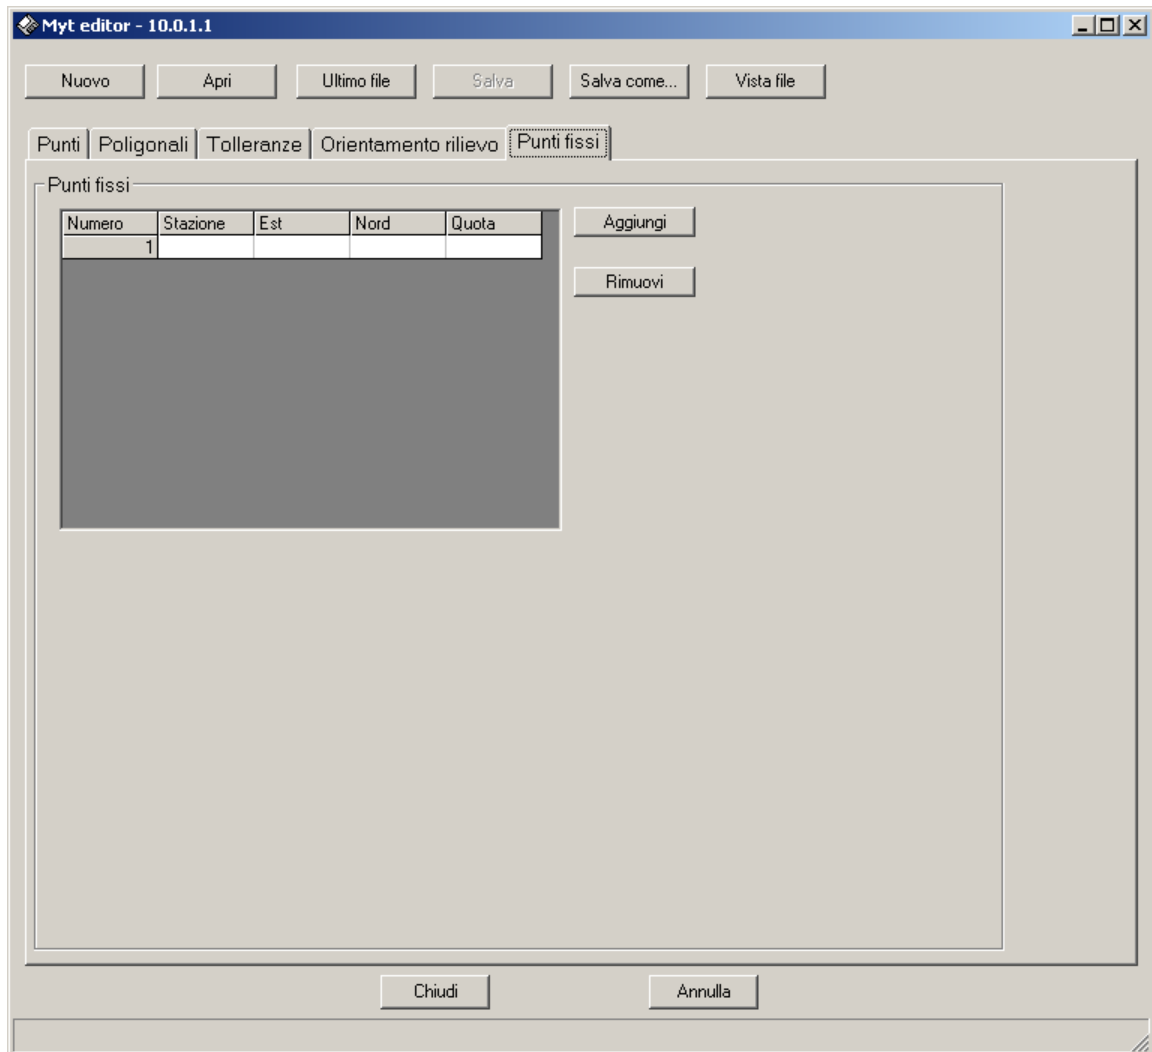 Myt editor - 10.0.1.1
Nuovo Apri Ultimo file Salva Salva come... Vista file
Punti Poligonali Tolleranze Orientamento rilievo Punti fissi
Punti fissi
Numero Stazione Est Nord Quota Aggiungi
1
Rimuovi
Chiudi Annulla